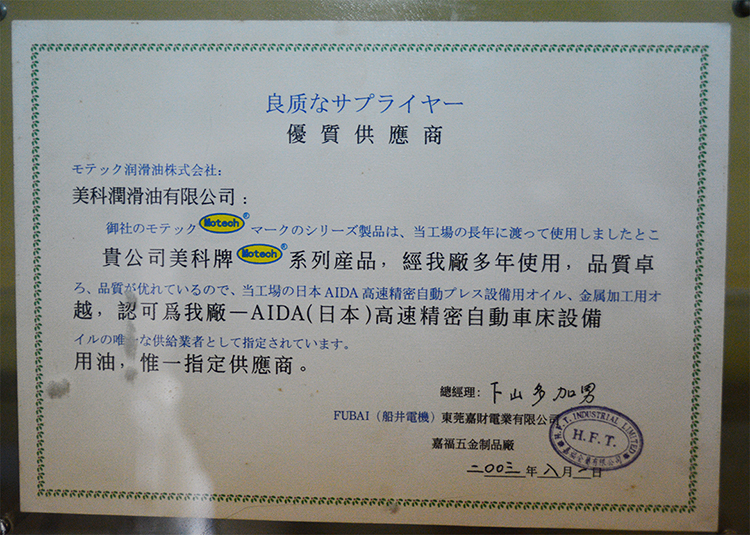 良质なサプライヤー
優質供應商
モテック潤滑油株式会社:
美科潤滑油有限公司:
御社のモテック Motech® マークのシリーズ製品は、当工場の長年に渡って使用しましたとこ
貴公司美科牌 Motech® 系列産品，經我廠多年使用，品質卓
ろ、品質が优れているので、当工場の日本 AIDA 高速精密自動プレス設備用オイル、金属加工用オ
越，認可爲我廠—AIDA(日本)高速精密自動車床設備
イルの唯一な供給業者として指定されています。
用油，惟一指定供應商。
總經理: 下山多加男
FUBAI（船井電機）東莞嘉財電業有限公司
嘉福五金制品廠
H.F.T. INDUSTRIAL LIMITED
H.F.T.
二00三年八月一日